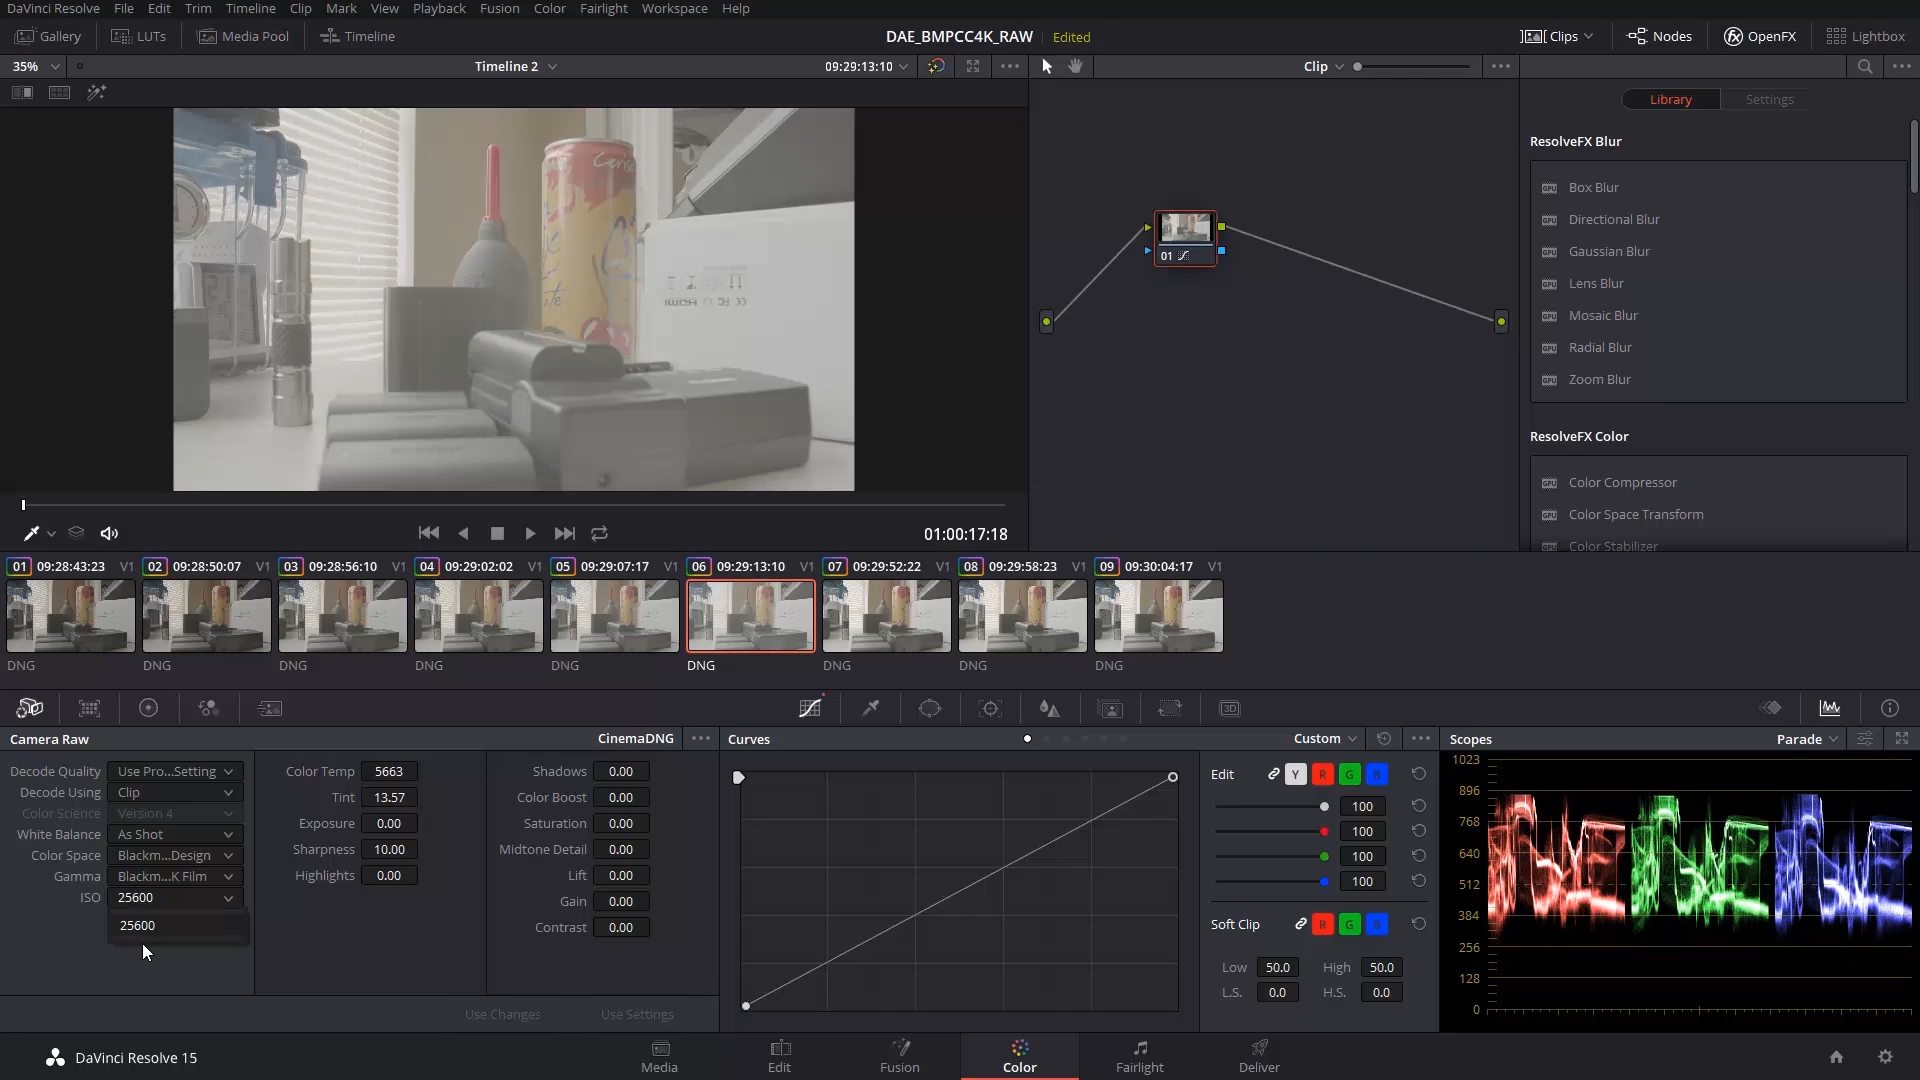 DaVinci Resolve File Edit Trim Timeline Clip Mark View Playback Fusion Color Fairlight Workspace Help
Gallery LUTs Media Pool Timeline DAE_BMPCC4K_RAW Edited Clips Nodes OpenFX Lightbox
35% Timeline 2 09:29:13:10 Clip
Library Settings
ResolveFX Blur
Box Blur
Directional Blur
Gaussian Blur
Lens Blur
Mosaic Blur
Radial Blur
Zoom Blur
ResolveFX Color
Color Compressor
Color Space Transform
Color Stabilizer
01
01:00:17:18
01 09:28:43:23 V1 02 09:28:50:07 V1 03 09:28:56:10 V1 04 09:29:02:02 V1 05 09:29:07:17 V1 06 09:29:13:10 V1 07 09:29:52:22 V1 08 09:29:58:23 V1 09 09:30:04:17 V1
DNG DNG DNG DNG DNG DNG DNG DNG DNG
3D
Camera Raw CinemaDNG
Decode Quality Use Pro...Setting
Decode Using Clip
Color Science Version 4
White Balance As Shot
Color Space Blackm...Design
Gamma Blackm...K Film
ISO 25600
25600
Color Temp 5663
Tint 13.57
Exposure 0.00
Sharpness 10.00
Highlights 0.00
Shadows 0.00
Color Boost 0.00
Saturation 0.00
Midtone Detail 0.00
Lift 0.00
Gain 0.00
Contrast 0.00
Use Changes Use Settings
Curves Custom
Edit Y R G B
100
100
100
100
Soft Clip R G B
Low 50.0 High 50.0
L.S. 0.0 H.S. 0.0
Scopes Parade
1023
896
768
640
512
384
256
128
0
DaVinci Resolve 15 Media Edit Fusion Color Fairlight Deliver